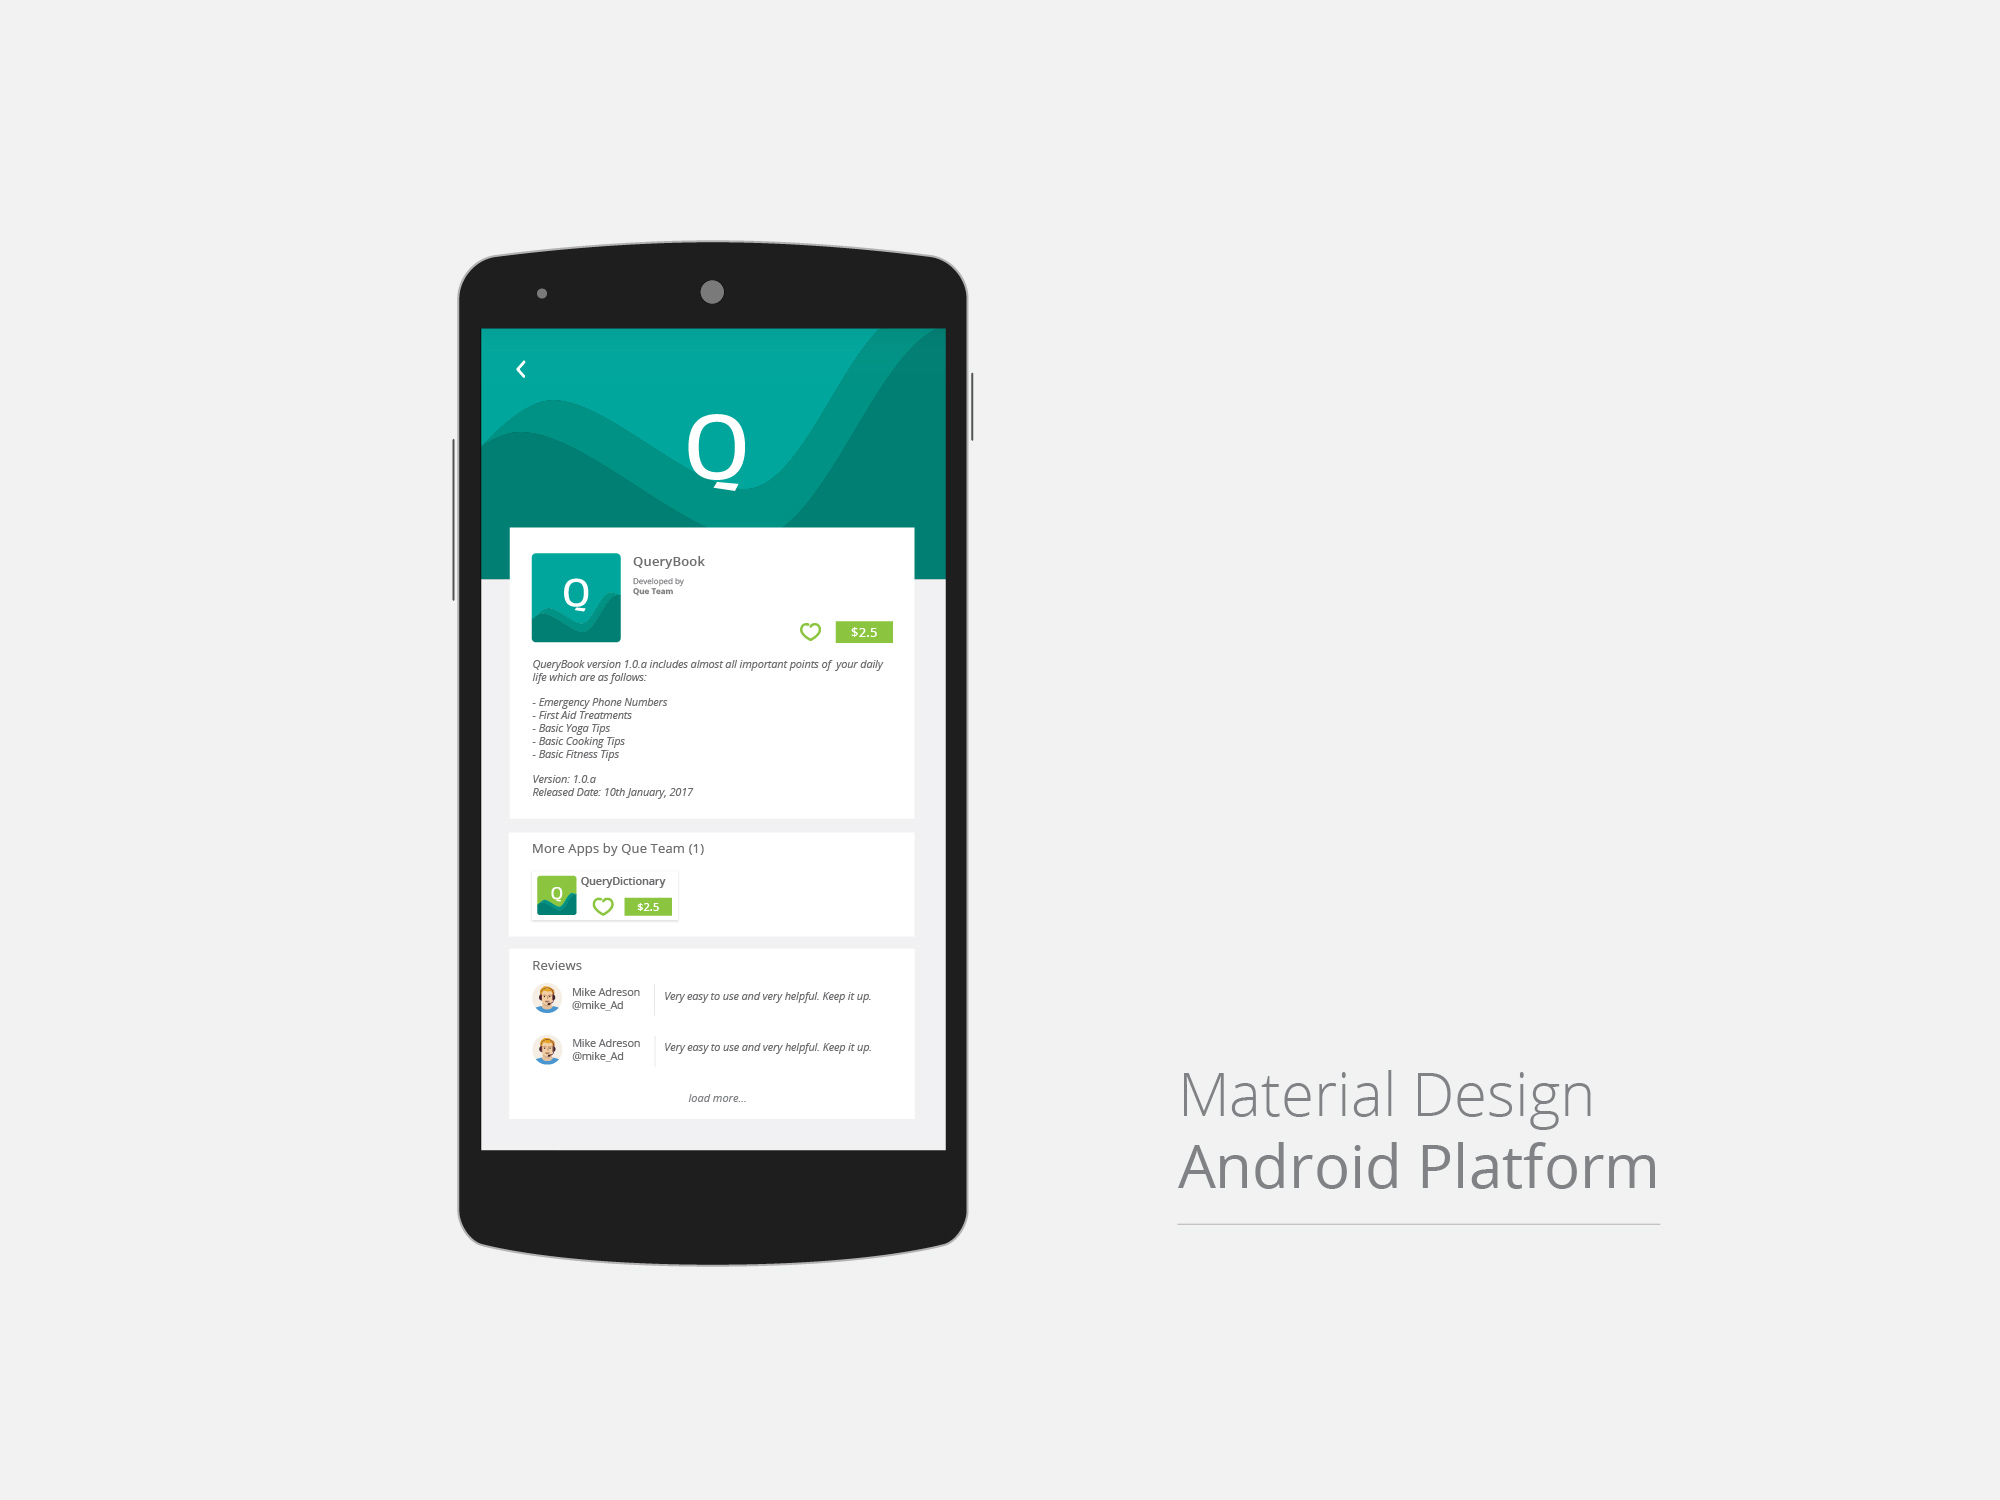 Q
Q
QueryBook
Developed by
Que Team
$2.5
QueryBook version 1.0.a includes almost all important points of your daily
life which are as follows:
- Emergency Phone Numbers
- First Aid Treatments
- Basic Yoga Tips
- Basic Cooking Tips
- Basic Fitness Tips
Version: 1.0.a
Released Date: 10th January, 2017
More Apps by Que Team (1)
Q
QueryDictionary
$2.5
Reviews
Mike Adreson
@mike_Ad
Very easy to use and very helpful. Keep it up.
Mike Adreson
@mike_Ad
Very easy to use and very helpful. Keep it up.
load more...
Material Design
Android Platform